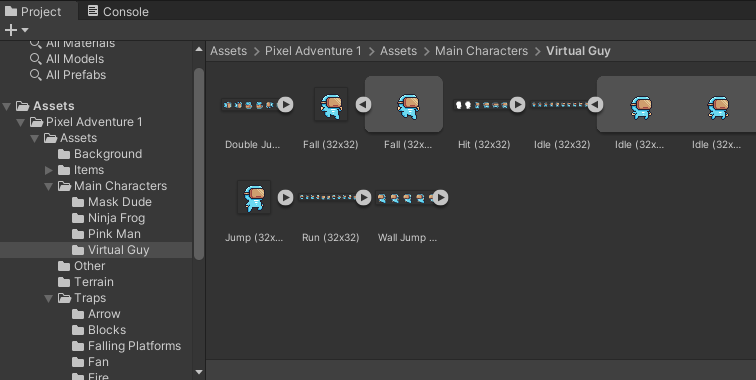 Project
Console
All Materials
All Models
All Prefabs
Assets
Pixel Adventure 1
Assets
Background
Items
Main Characters
Mask Dude
Ninja Frog
Pink Man
Virtual Guy
Other
Terrain
Traps
Arrow
Blocks
Falling Platforms
Fan
Fire
Assets > Pixel Adventure 1 > Assets > Main Characters > Virtual Guy
Double Ju... Fall (32x32) Fall (32x... Hit (32x32) Idle (32x32) Idle (32x... Idle (32x...
Jump (32x... Run (32x32) Wall Jump ...